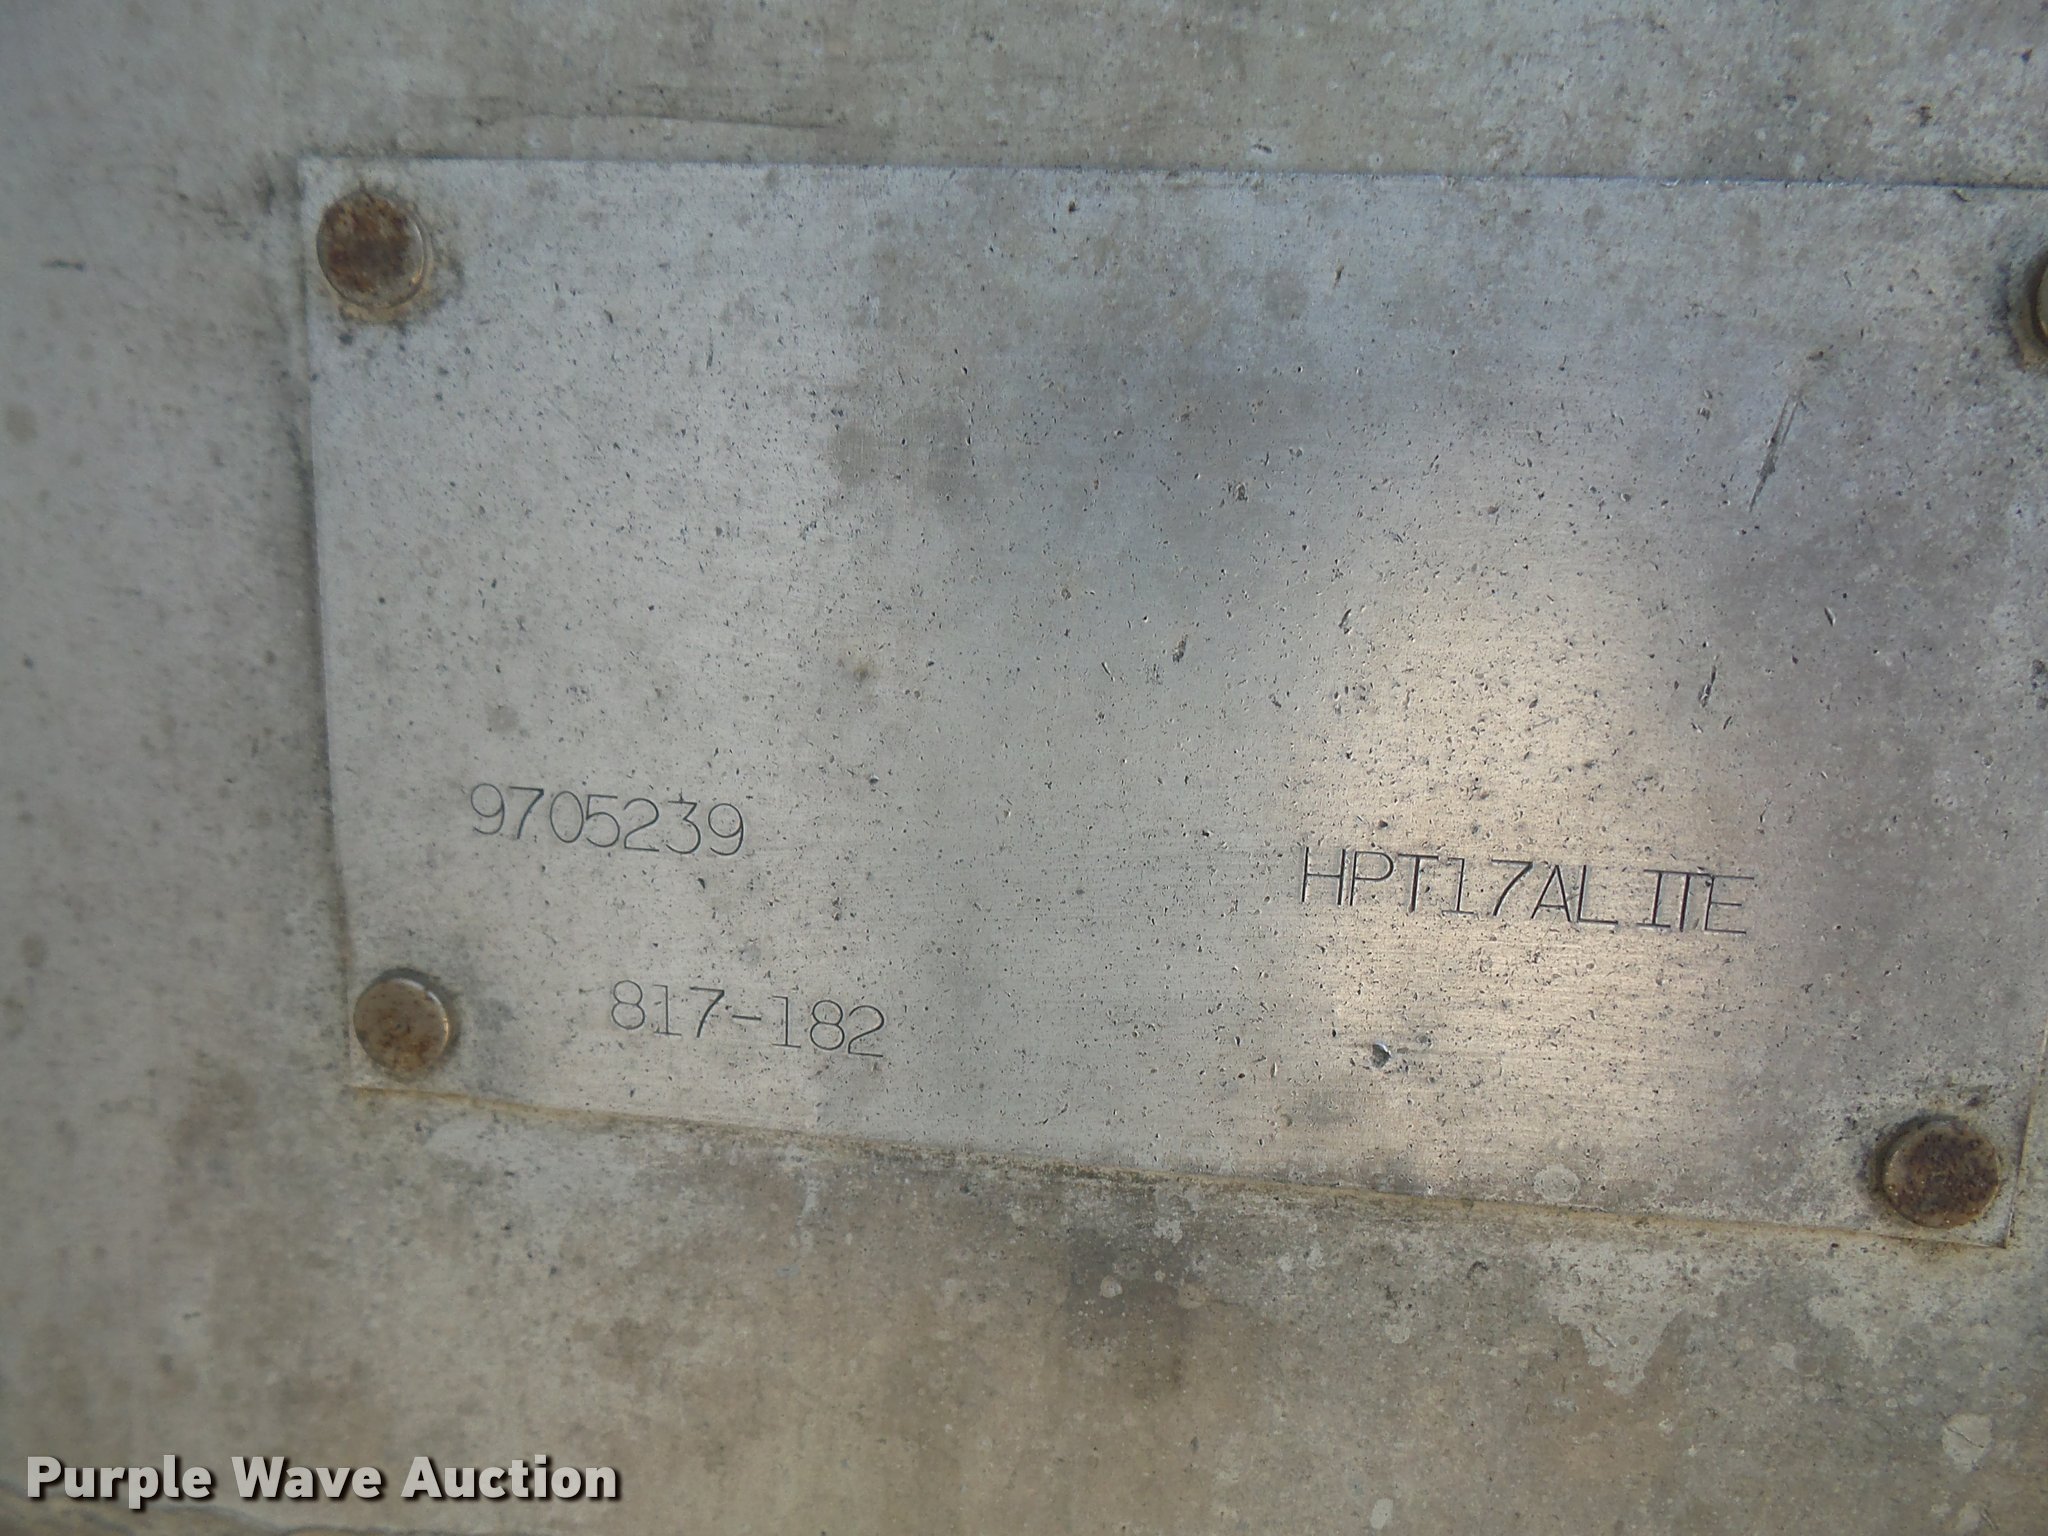 9705239
HPT17ALITE
817-182
Purple Wave Auction